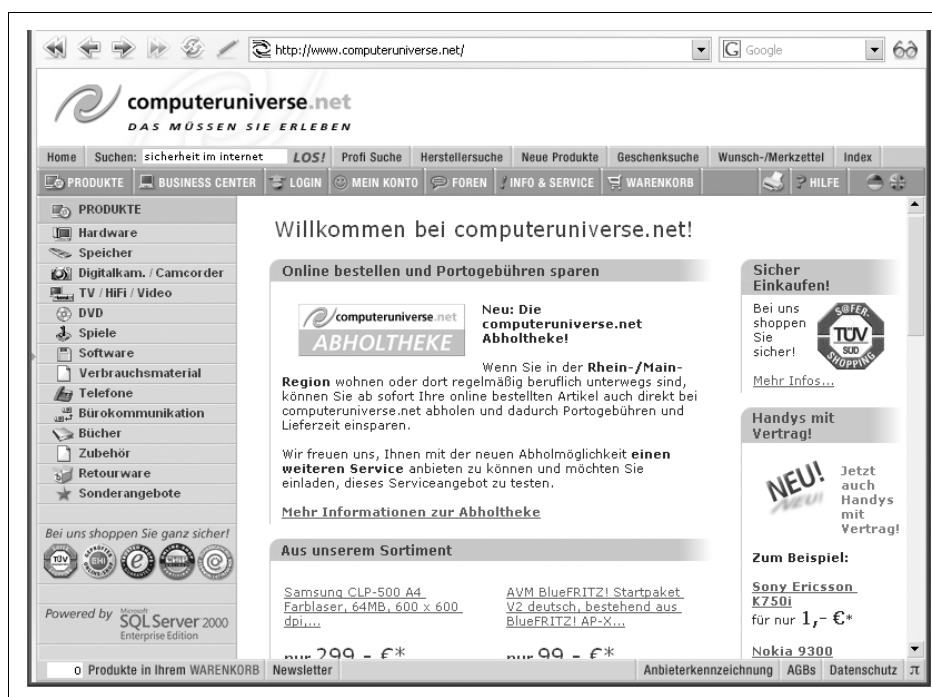 http://www.computeruniverse.net/
G Google
computeruniverse.net
DAS MÜSSEN SIE ERLEBEN
Home Suchen: sicherheit im internet LOS! Profi Suche Herstellersuche Neue Produkte Geschenksuche Wunsch-/Merkzettel Index
PRODUKTE BUSINESS CENTER LOGIN MEIN KONTO FOREN INFO & SERVICE WARENKORB ? HILFE
PRODUKTE
Hardware
Speicher
Digitalkam. / Camcorder
TV / HiFi / Video
DVD
Spiele
Software
Verbrauchsmaterial
Telefone
Bürokommunikation
Bücher
Zubehör
Retourware
Sonderangebote
Bei uns shoppen Sie ganz sicher!
TÜV EHI e @
Powered by Microsoft
SQL Server 2000
Enterprise Edition
Willkommen bei computeruniverse.net!
Online bestellen und Portogebühren sparen
computeruniverse.net
ABHOLTHEKE
Neu: Die
computeruniverse.net
Abholtheke!
Wenn Sie in der Rhein-/Main-
Region wohnen oder dort regelmäßig beruflich unterwegs sind,
können Sie ab sofort Ihre online bestellten Artikel auch direkt bei
computeruniverse.net abholen und dadurch Portogebühren und
Lieferzeit einsparen.
Wir freuen uns, Ihnen mit der neuen Abholmöglichkeit einen
weiteren Service anbieten zu können und möchten Sie
einladen, dieses Serviceangebot zu testen.
Mehr Informationen zur Abholtheke
Aus unserem Sortiment
Samsung CLP-500 A4
Farblaser, 64MB, 600 x 600
dpi,...
nur 299,- €*
AVM BlueFRITZ! Startpaket
V2 deutsch, bestehend aus
BlueFRITZ! AP-X...
nur 99,- €*
Sicher
Einkaufen!
Bei uns
shoppen
Sie
sicher!
S@FER
TÜV
SÜD
SHOPPING
Mehr Infos...
Handys mit
Vertrag!
NEU!
Jetzt
auch
Handys
mit
Vertrag!
Zum Beispiel:
Sony Ericsson
K750i
für nur 1,- €*
Nokia 9300
0 Produkte in Ihrem WARENKORB Newsletter Anbieterkennzeichnung AGBs Datenschutz π